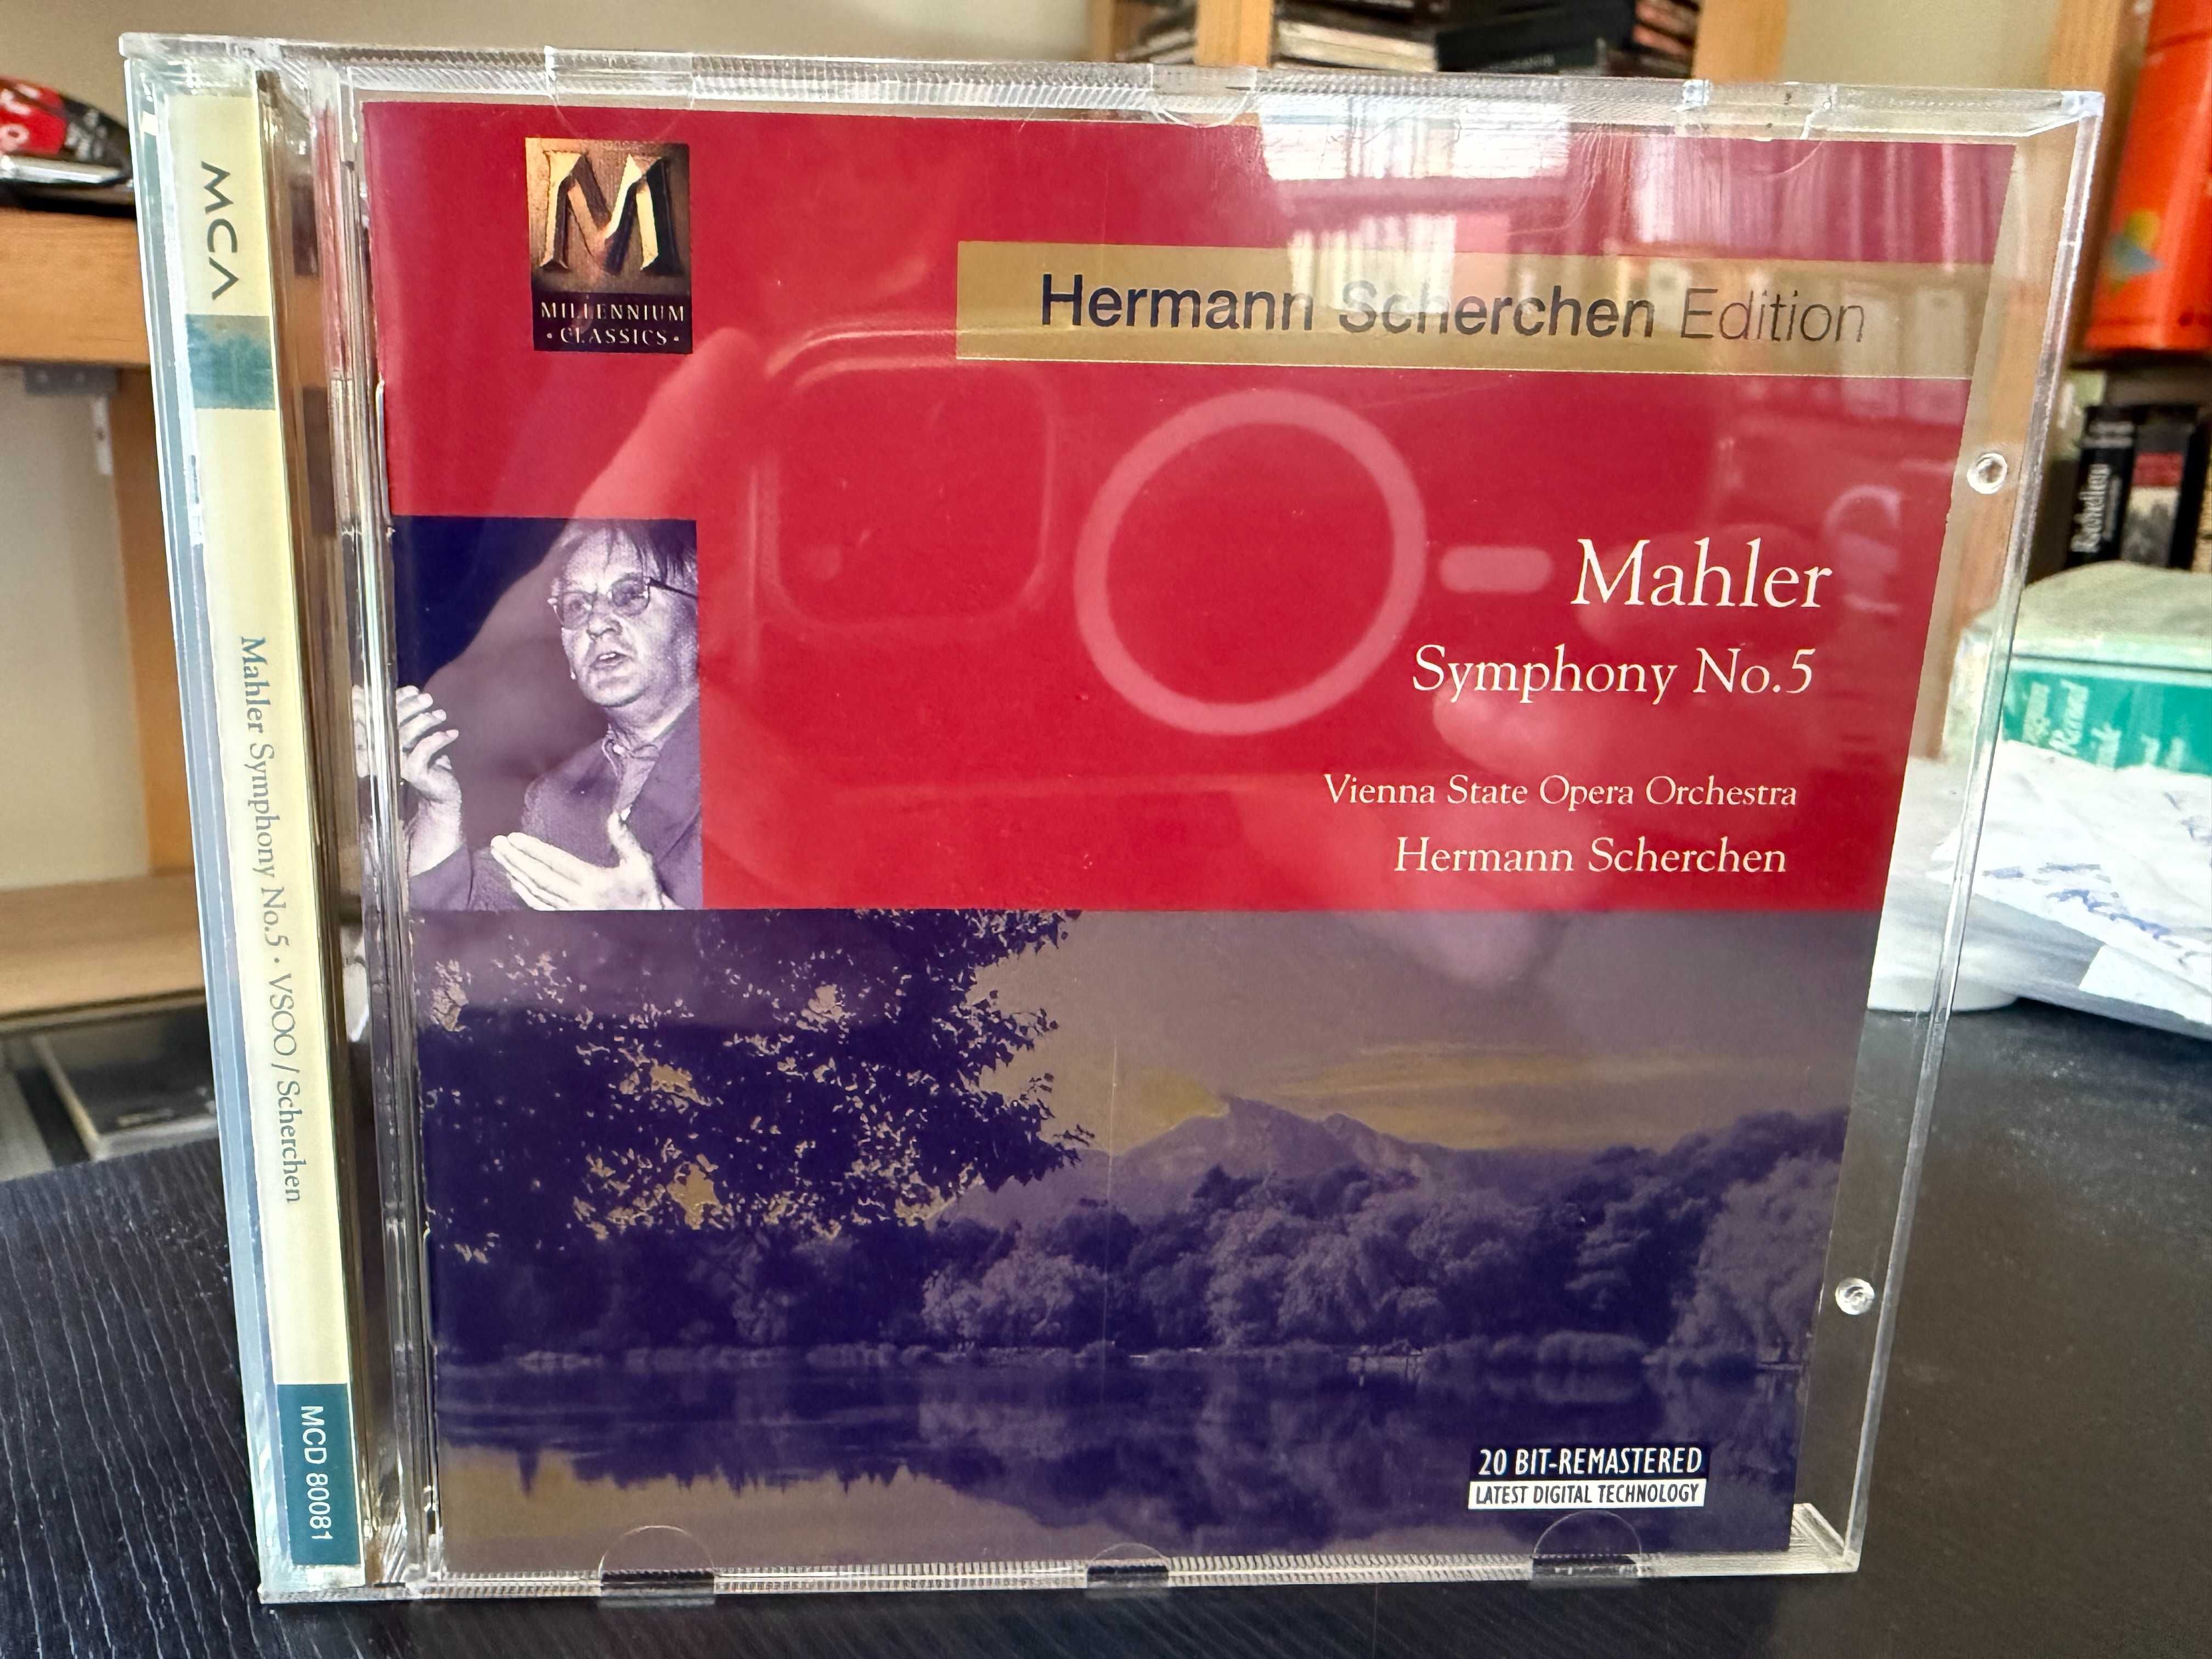 MCA
Mahler Symphony No.5 · VSOO / Scherchen
MCD 80081
M
MILLENNIUM
· CLASSICS ·
Hermann Scherchen Edition
Mahler
Symphony No.5
Vienna State Opera Orchestra
Hermann Scherchen
20 BIT-REMASTERED
LATEST DIGITAL TECHNOLOGY